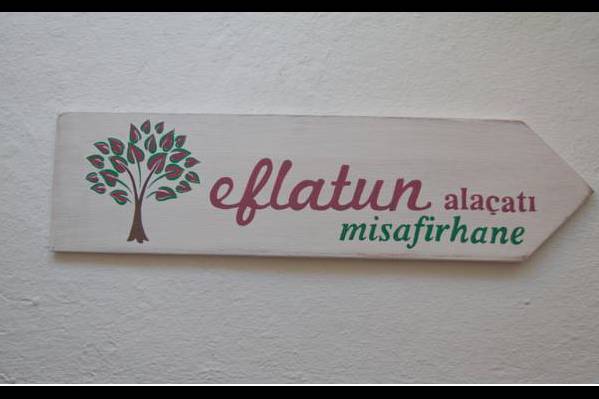 eflatun alaçatı
misafirhane